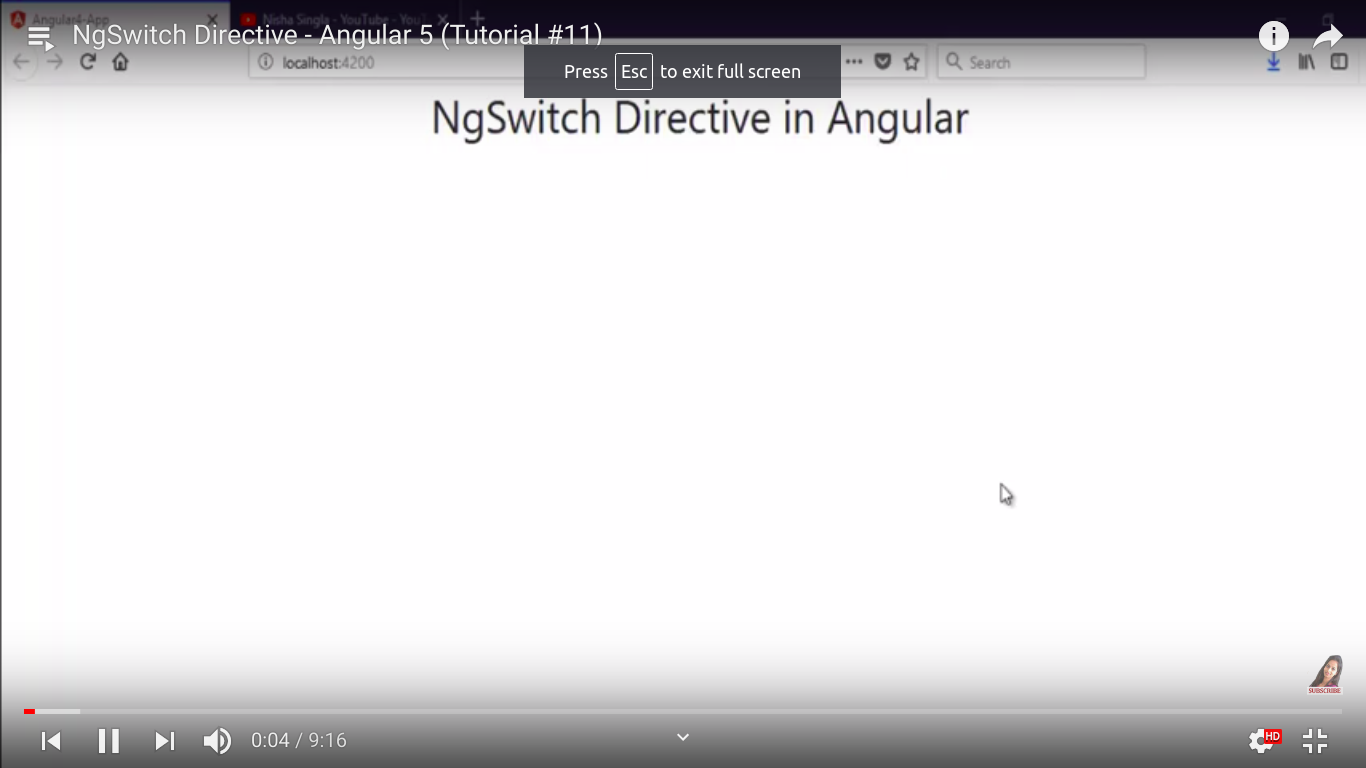 Angular4-App
Nisha Singla - YouTube - You
NgSwitch Directive - Angular 5 (Tutorial #11)
localhost:4200
Search
Press Esc to exit full screen
NgSwitch Directive in Angular
SUBSCRIBE
0:04 / 9:16
HD